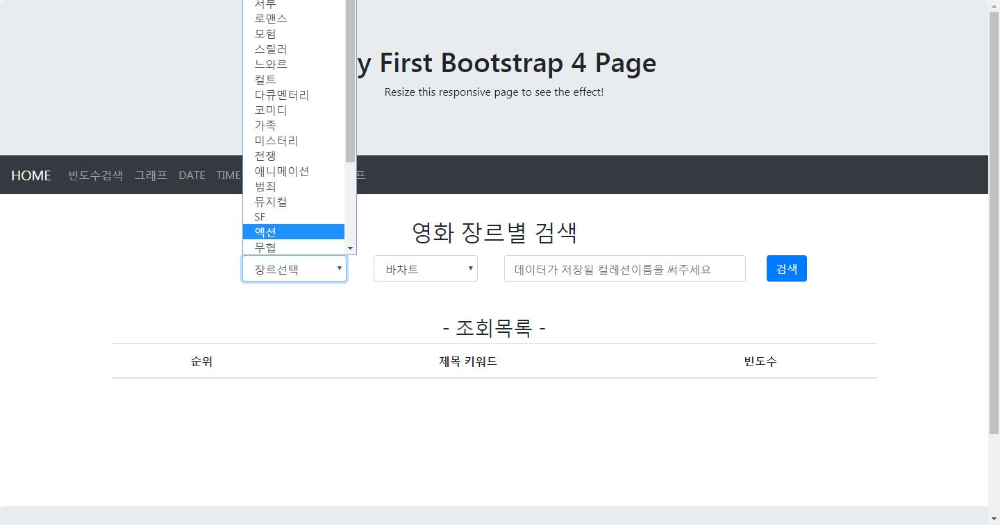 서부
로맨스
모험
스릴러
느와르
컬트
다큐멘터리
코미디
가족
미스터리
전쟁
애니메이션
범죄
뮤지컬
SF
액션
무협
y First Bootstrap 4 Page
Resize this responsive page to see the effect!
HOME 빈도수검색 그래프 DATE TIME 프
영화 장르별 검색
장르선택 바차트 데이터가 저장될 컬레션이름을 써주세요 검색
- 조회목록 -
순위 제목 키워드 빈도수